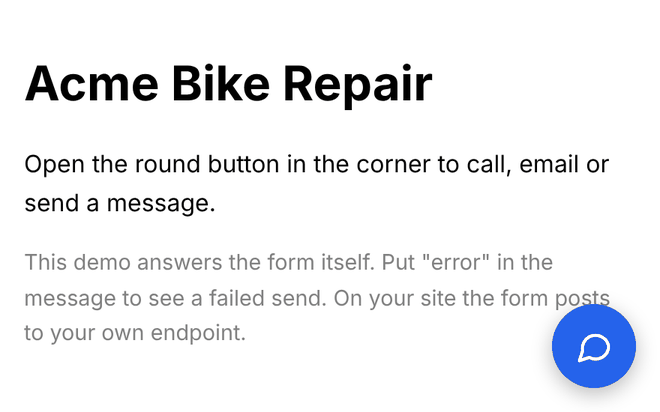 Acme Bike Repair
Open the round button in the corner to call, email or
send a message.
This demo answers the form itself. Put "error" in the
message to see a failed send. On your site the form posts
to your own endpoint.